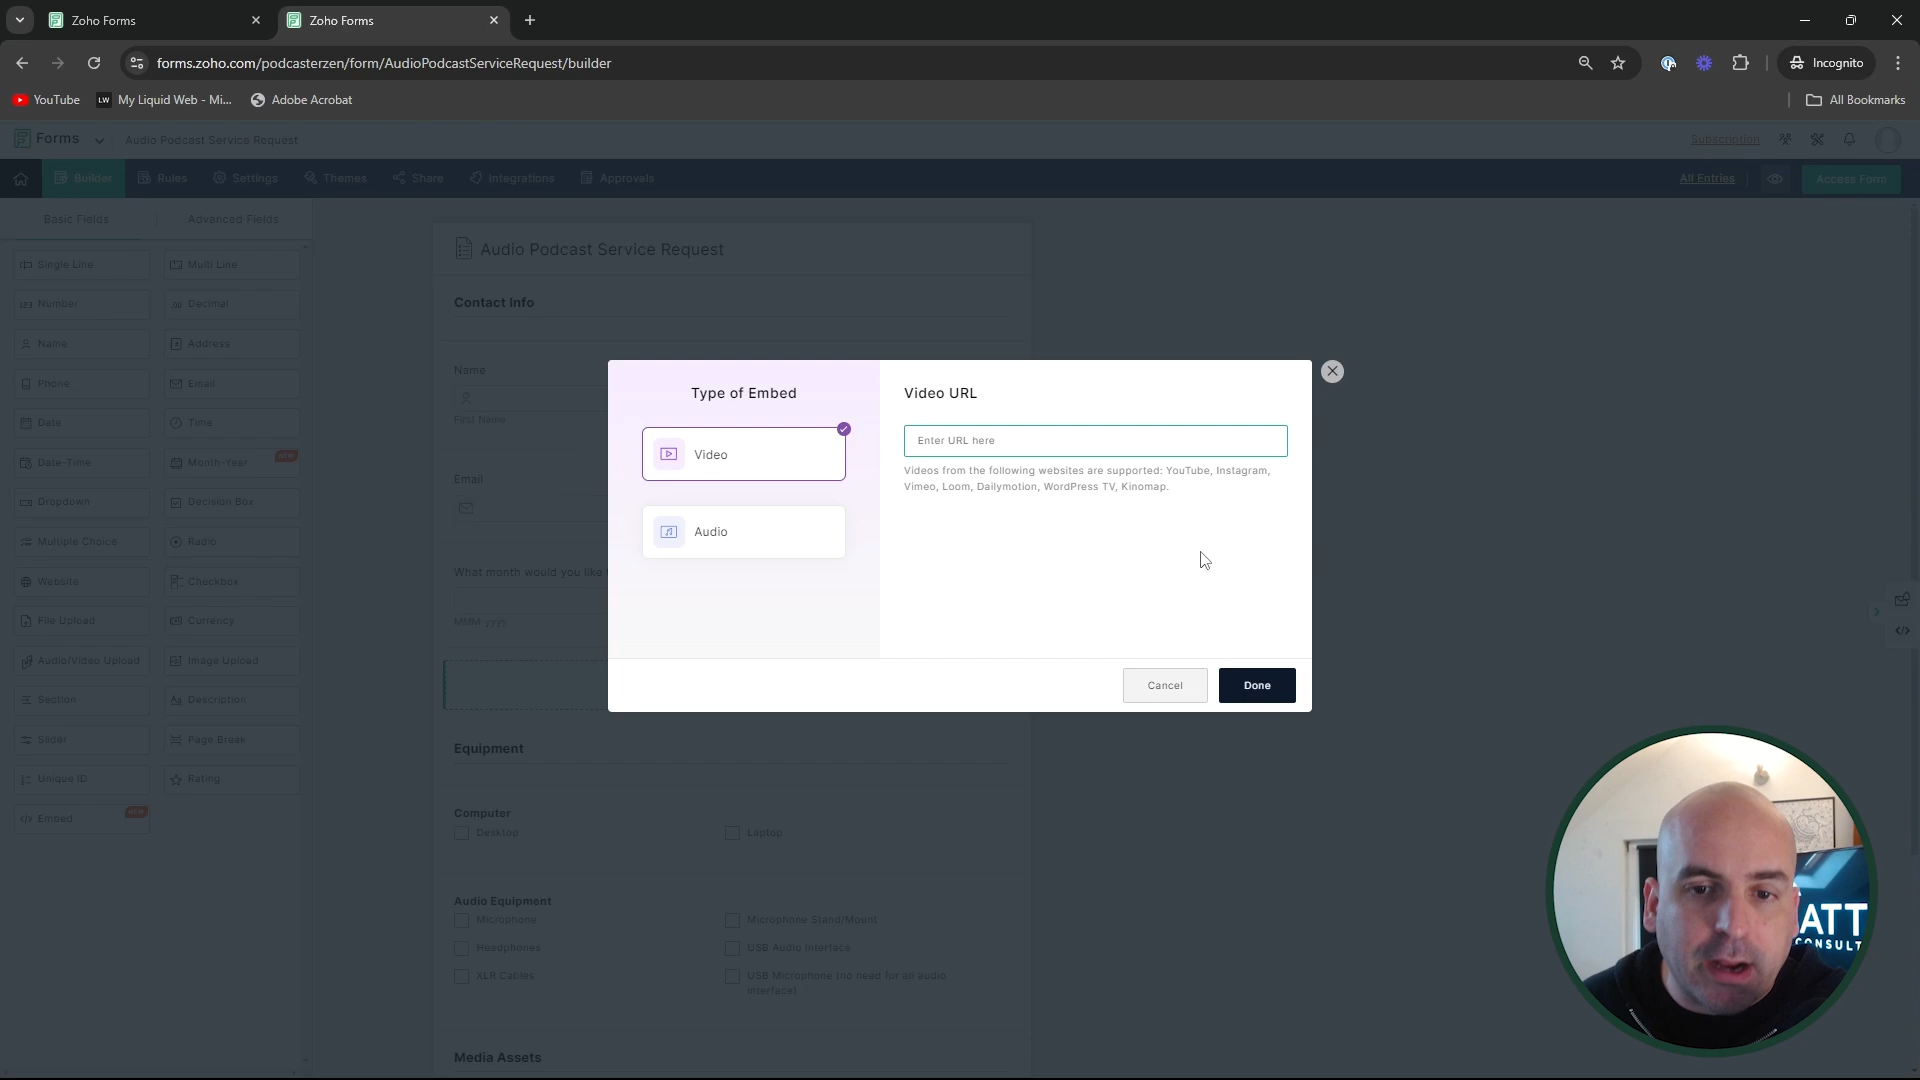 Zoho Forms
Zoho Forms
forms.zoho.com/podcasterzen/form/AudioPodcastServiceRequest/builder
Incognito
YouTube
LW My Liquid Web - Mi...
Adobe Acrobat
All Bookmarks
Forms
Audio Podcast Service Request
Subscription
Builder
Rules
Settings
Themes
Share
Integrations
Approvals
All Entries
Access Form
Basic Fields
Advanced Fields
Single Line
Multi Line
123 Number
.00 Decimal
Name
Address
Phone
Email
Date
Time
Date-Time
Month-Year
NEW
Dropdown
Decision Box
Multiple Choice
Radio
Website
Checkbox
File Upload
Currency
Audio/Video Upload
Image Upload
Section
Description
Slider
Page Break
Unique ID
Rating
Embed
NEW
Audio Podcast Service Request
Contact Info
Name
First Name
Email
What month would you like
MMM yyyy
Equipment
Computer
Desktop
Laptop
Audio Equipment
Microphone
Microphone Stand/Mount
Headphones
USB Audio Interface
XLR Cables
USB Microphone (no need for an audio
interface)
Media Assets
Type of Embed
Video
Audio
Video URL
Enter URL here
Videos from the following websites are supported: YouTube, Instagram,
Vimeo, Loom, Dailymotion, WordPress TV, Kinomap.
Cancel
Done
ATT
CONSULT